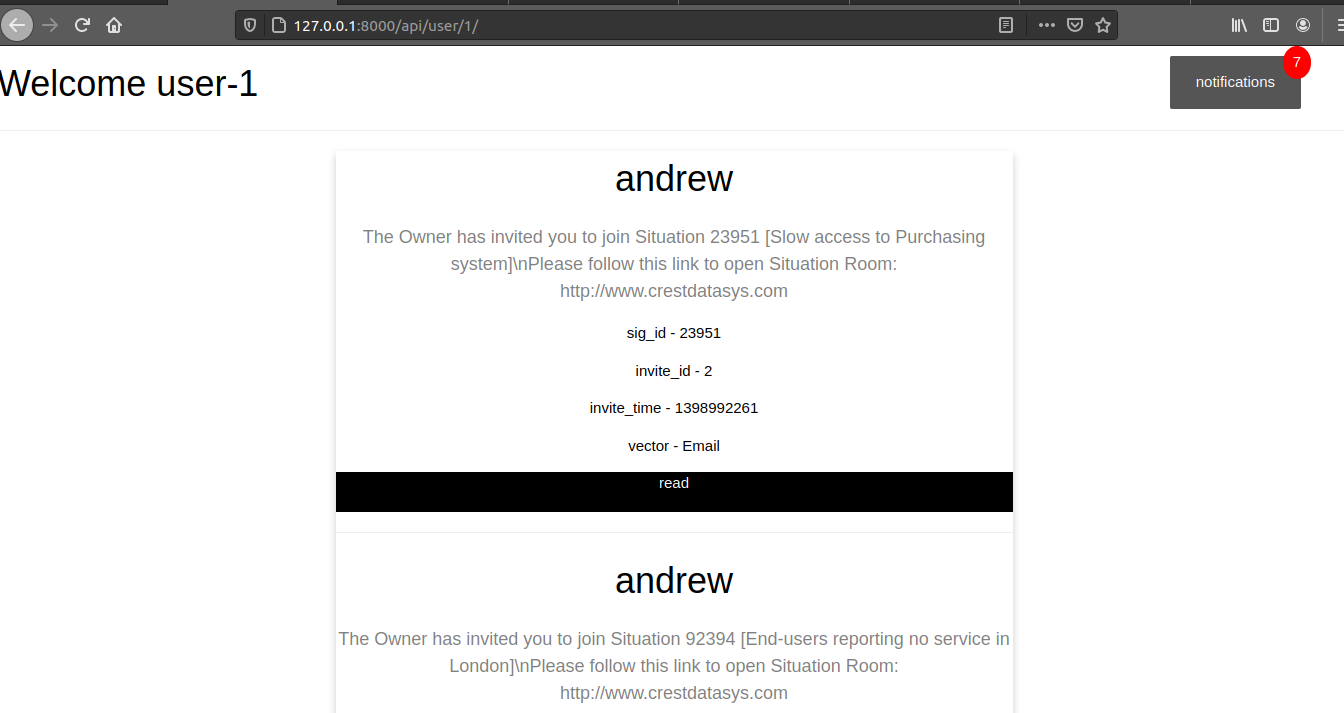 127.0.0.1:8000/api/user/1/
Welcome user-1
7
notifications
andrew
The Owner has invited you to join Situation 23951 [Slow access to Purchasing
system]\nPlease follow this link to open Situation Room:
http://www.crestdatasys.com
sig_id - 23951
invite_id - 2
invite_time - 1398992261
vector - Email
read
andrew
The Owner has invited you to join Situation 92394 [End-users reporting no service in
London]\nPlease follow this link to open Situation Room:
http://www.crestdatasys.com